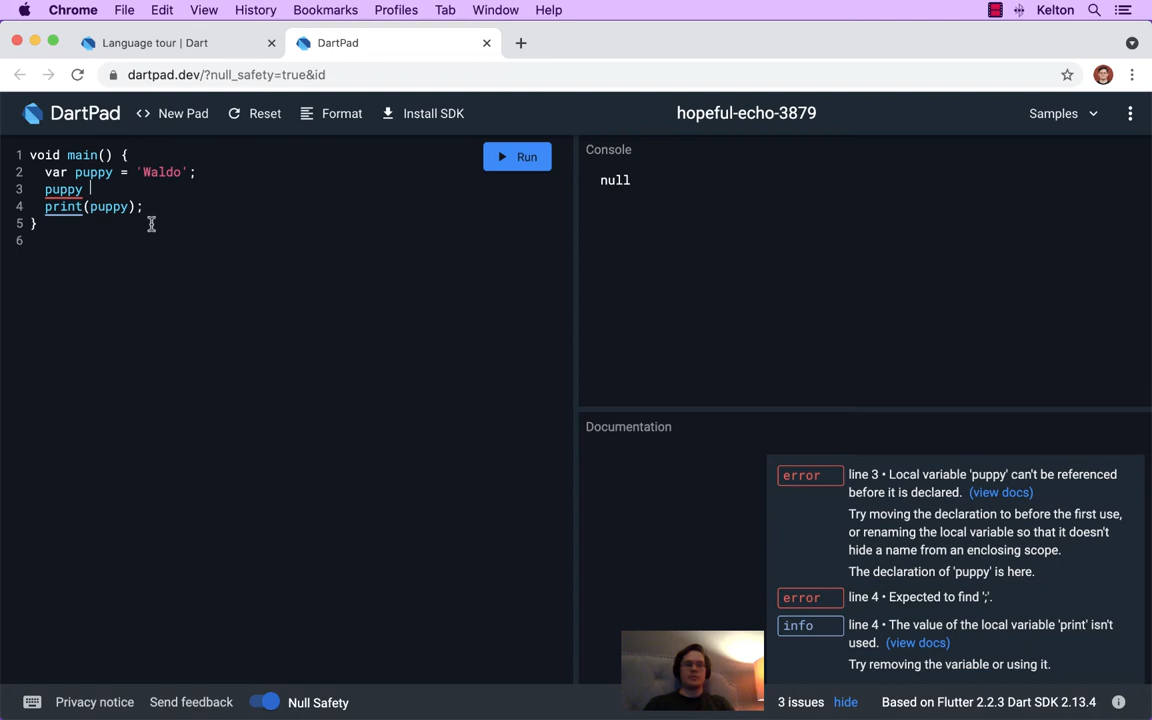 Chrome File Edit View History Bookmarks Profiles Tab Window Help Kelton
Language tour | Dart
DartPad
dartpad.dev/?null_safety=true&id
DartPad
<> New Pad
Reset
Format
Install SDK
hopeful-echo-3879
Samples
1 void main() {
2 var puppy = 'Waldo';
3 puppy
4 print(puppy);
5 }
6
Run
Console
null
Documentation
error line 3 • Local variable 'puppy' can't be referenced
before it is declared. (view docs)
Try moving the declaration to before the first use,
or renaming the local variable so that it doesn't
hide a name from an enclosing scope.
The declaration of 'puppy' is here.
error line 4 • Expected to find ';'.
info line 4 • The value of the local variable 'print' isn't
used. (view docs)
Try removing the variable or using it.
Privacy notice Send feedback Null Safety 3 issues hide Based on Flutter 2.2.3 Dart SDK 2.13.4